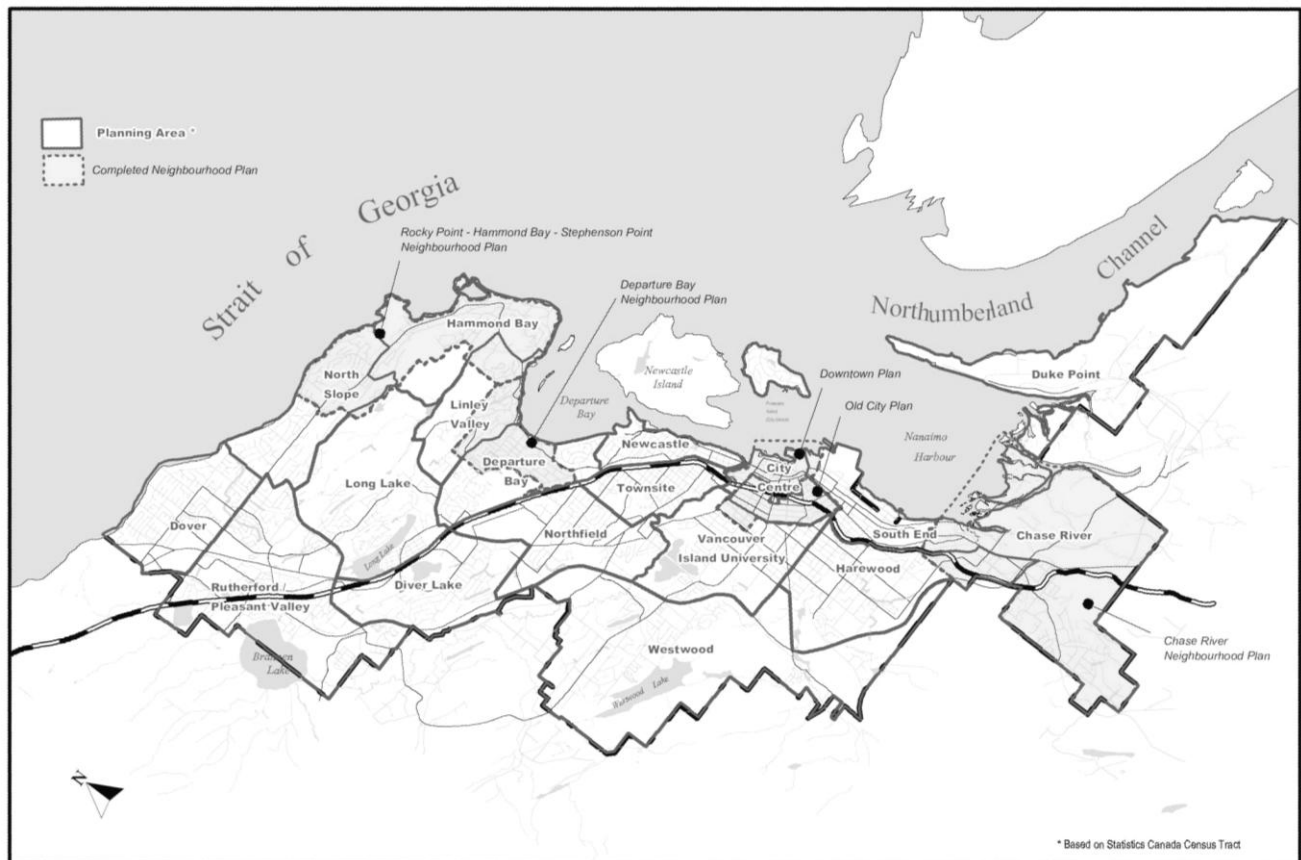 Planning Area *
Completed Neighbourhood Plan
Strait of Georgia
Rocky Point - Hammond Bay - Stephenson Point
Neighbourhood Plan
Departure Bay
Neighbourhood Plan
Northumberland Channel
Hammond Bay
North
Slope
Linley
Valley
Newcastle
Island
Departure
Bay
Downtown Plan
Old City Plan
Duke Point
Nanaimo
Harbour
Newcastle
City
Centre
Departure
Bay
Long Lake
Townsite
Dover
Northfield
Long Lake
Vancouver
Island University
South End
Chase River
Harewood
Rutherford /
Pleasant Valley
Diver Lake
Brannen
Lake
Westwood
Westwood Lake
Chase River
Neighbourhood Plan
N
* Based on Statistics Canada Census Tract